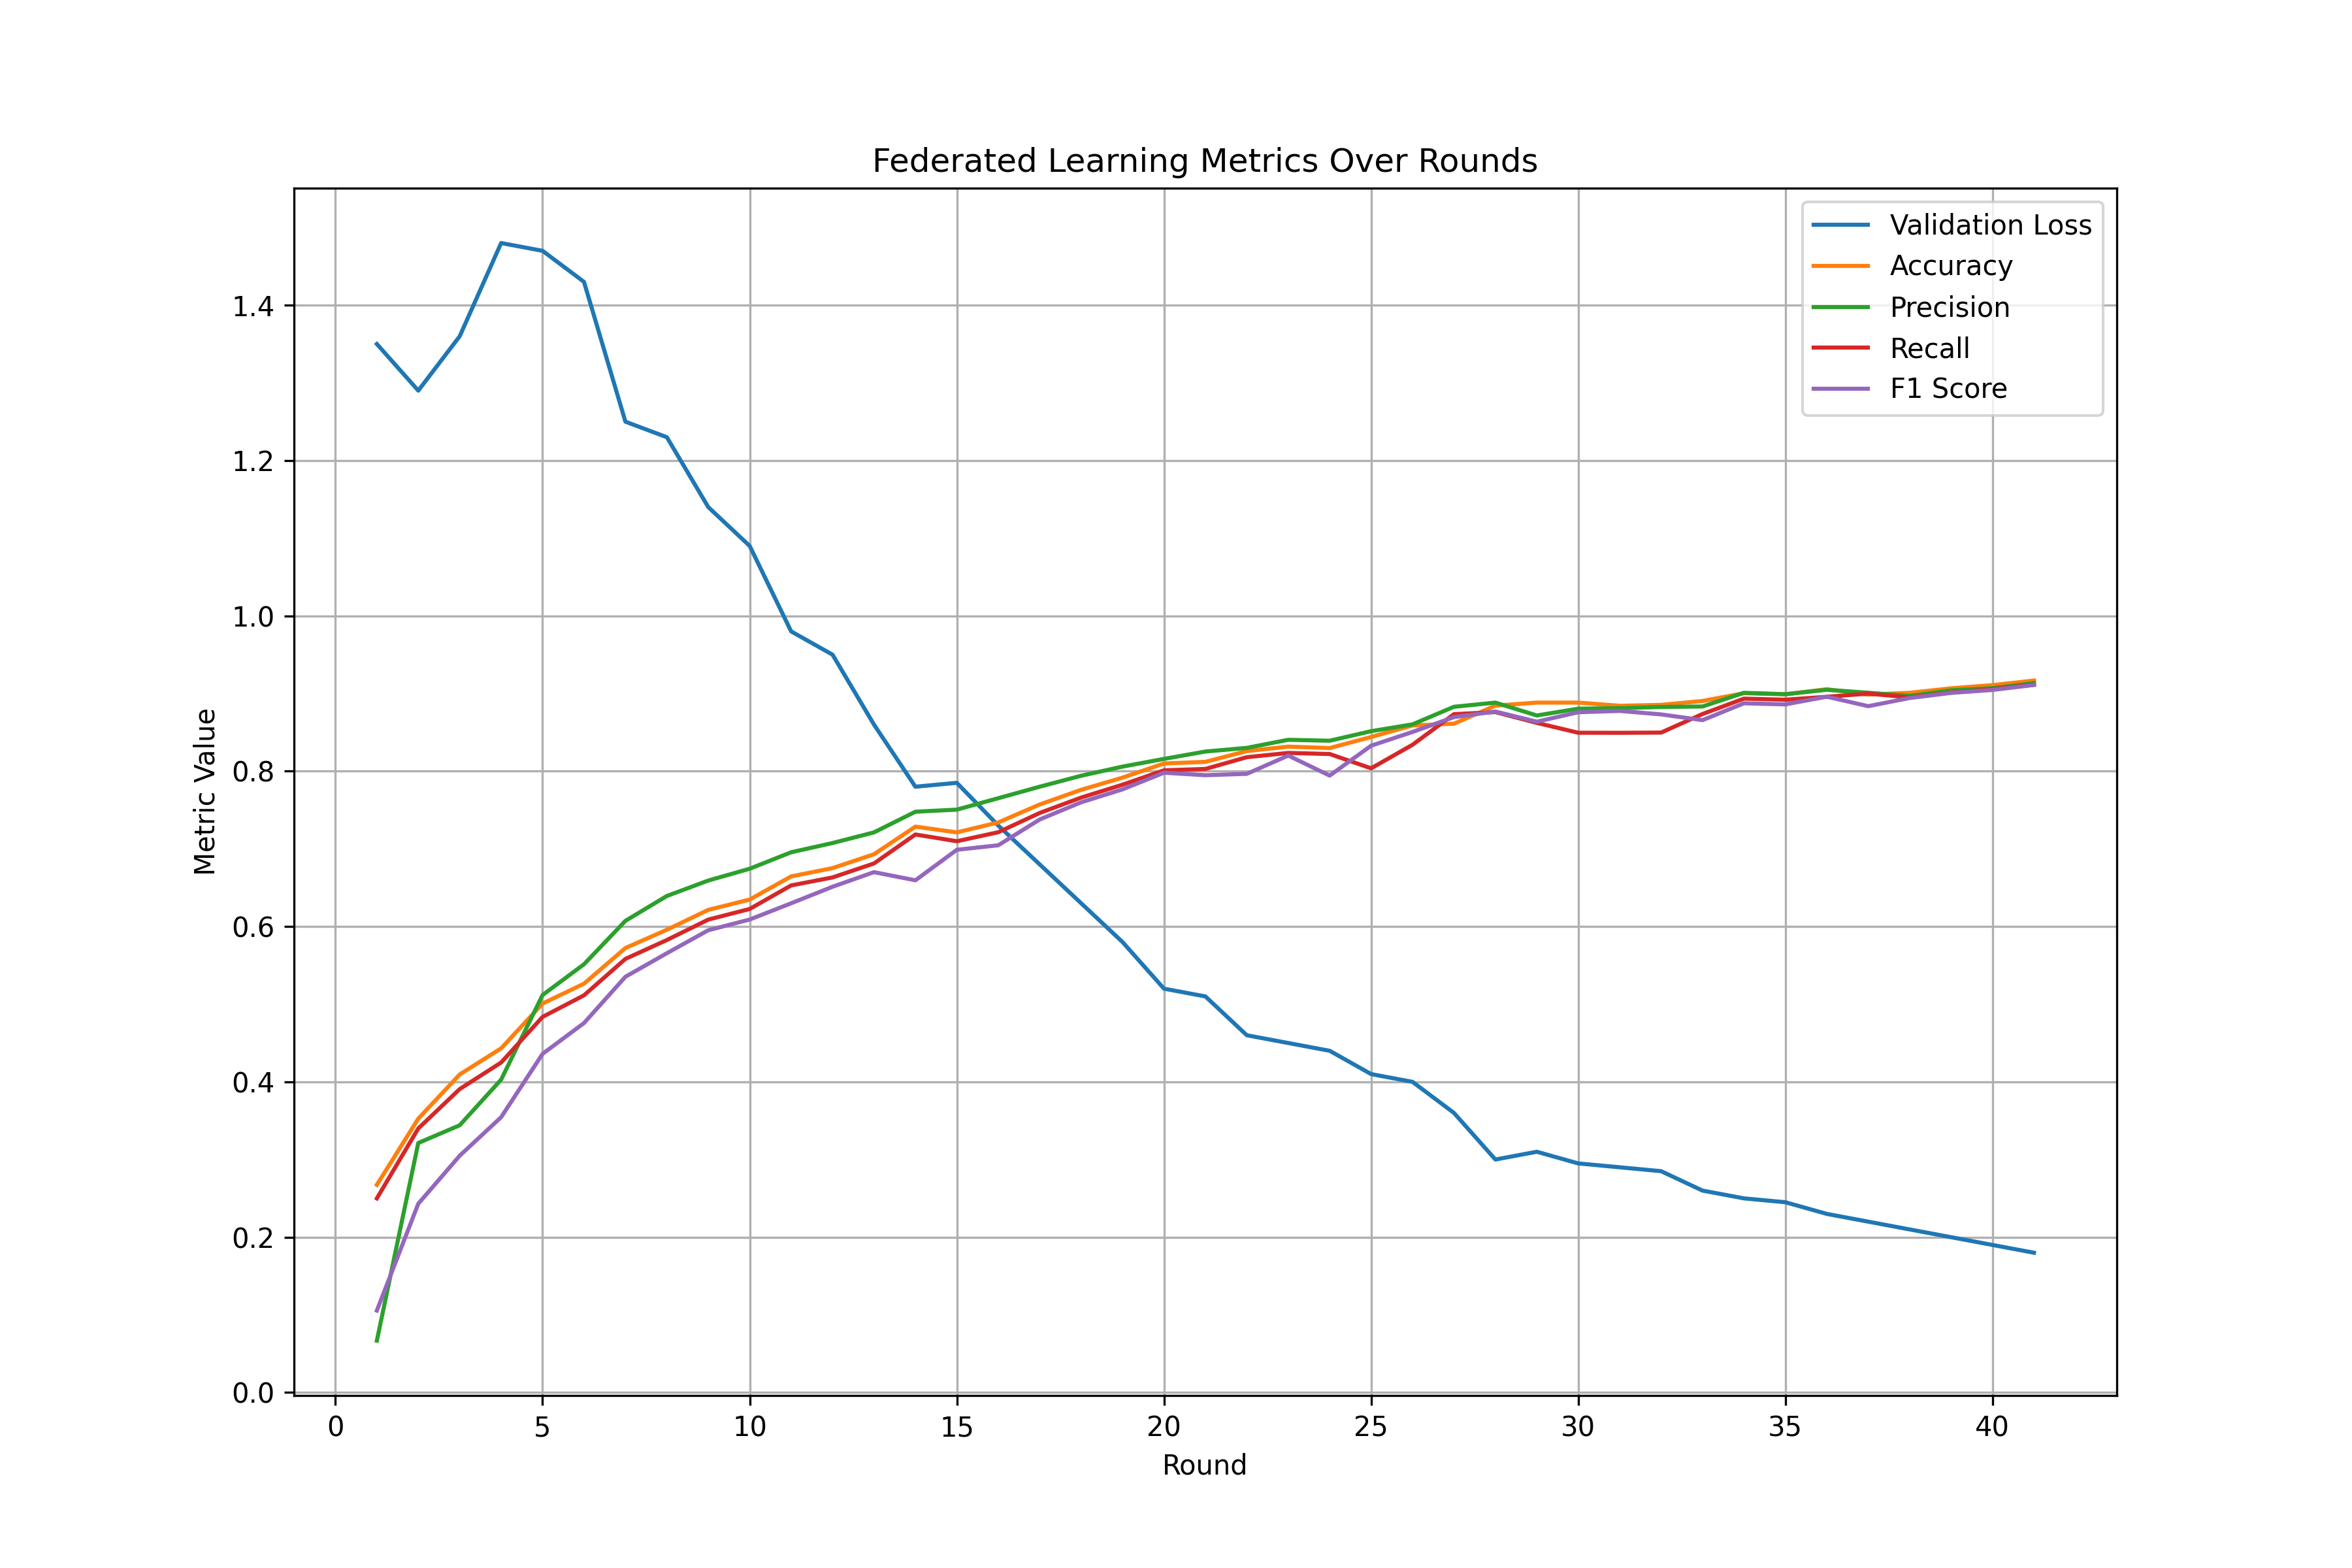 Federated Learning Metrics Over Rounds
Validation Loss
Accuracy
Precision
Recall
F1 Score
Metric Value
1.4
1.2
1.0
0.8
0.6
0.4
0.2
0.0
0 5 10 15 20 25 30 35 40
Round